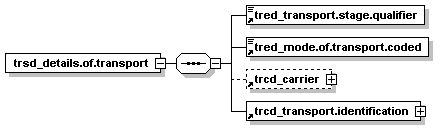 tred_transport.stage.qualifier
tred_mode.of.transport.coded
trsd_details.of.transport
trcd_carrier
trcd_transport.identification